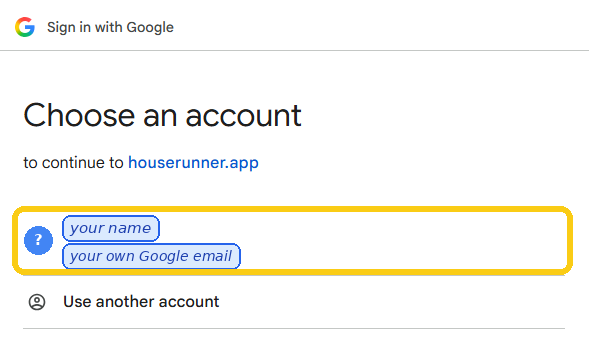 Sign in with Google
Choose an account
to continue to houserunner.app
?
your name
your own Google email
Use another account